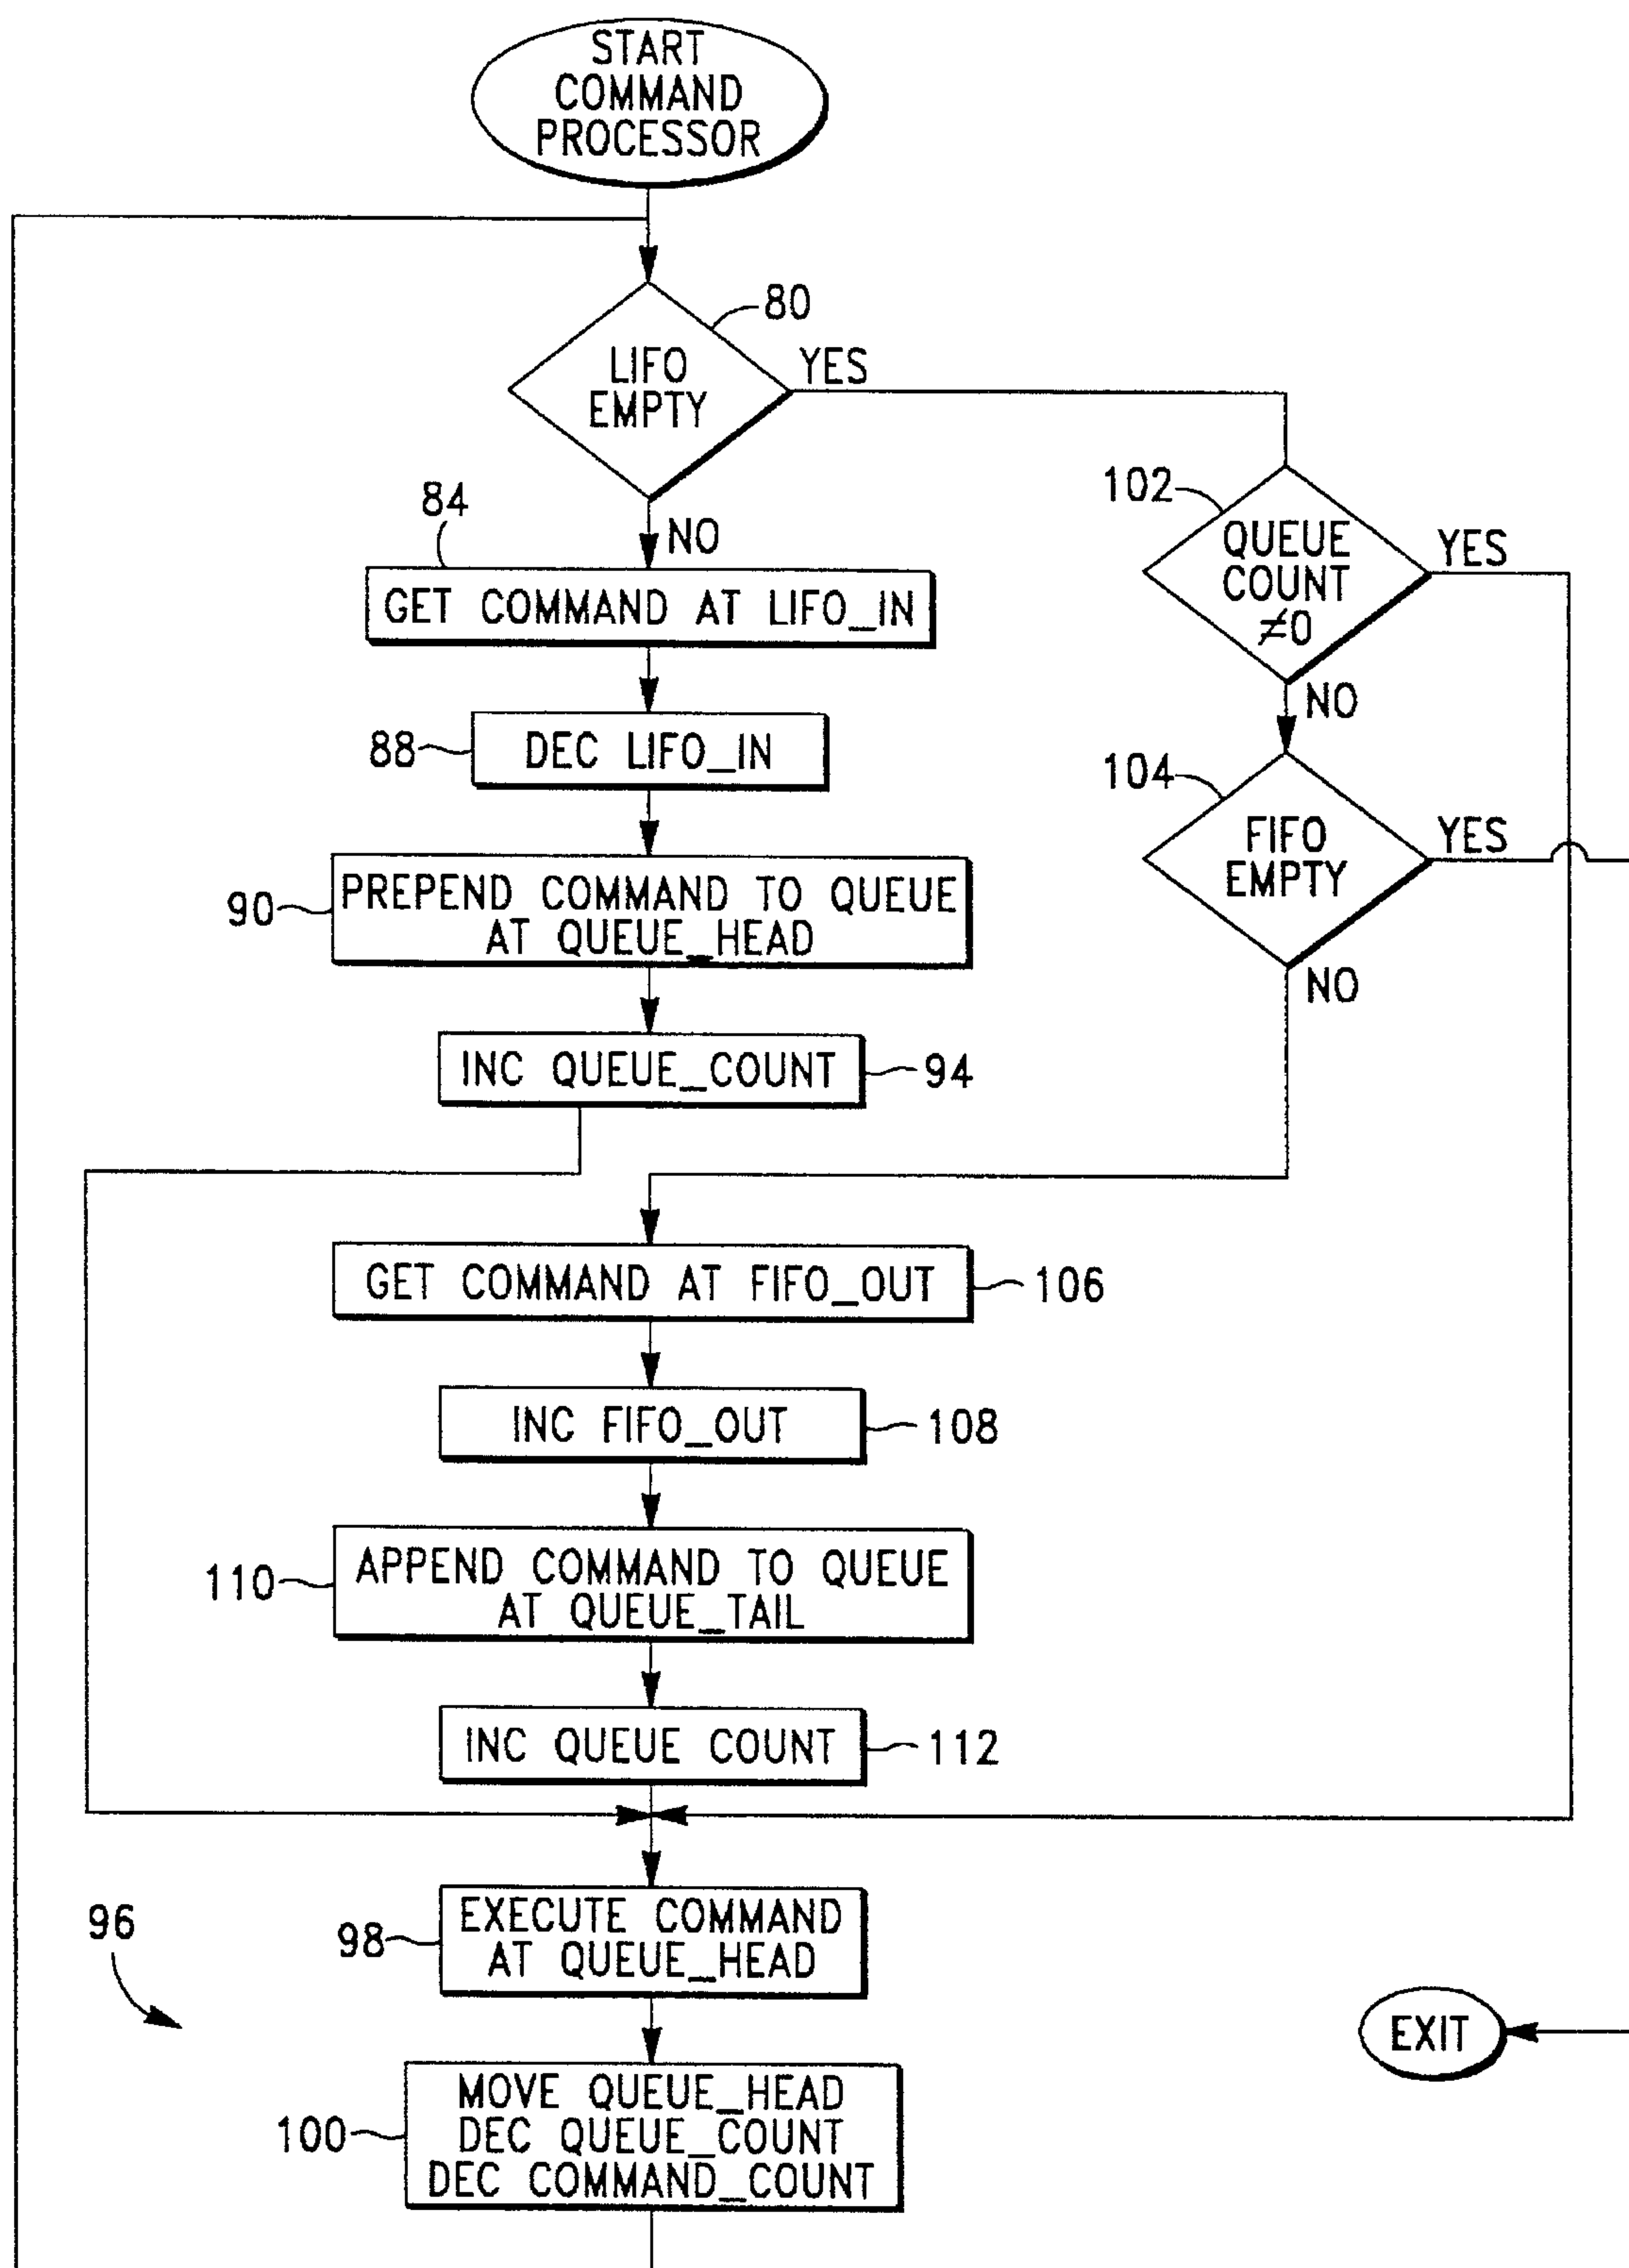 START
COMMAND
PROCESSOR
80
LIFO
EMPTY
YES
NO
84
GET COMMAND AT LIFO_IN
88
DEC LIFO_IN
90
PREPEND COMMAND TO QUEUE
AT QUEUE_HEAD
INC QUEUE_COUNT
94
102
QUEUE
COUNT
≠0
YES
NO
104
FIFO
EMPTY
YES
NO
GET COMMAND AT FIFO_OUT
106
INC FIFO_OUT
108
110
APPEND COMMAND TO QUEUE
AT QUEUE_TAIL
INC QUEUE COUNT
112
96
98
EXECUTE COMMAND
AT QUEUE_HEAD
EXIT
100
MOVE QUEUE_HEAD
DEC QUEUE_COUNT
DEC COMMAND_COUNT